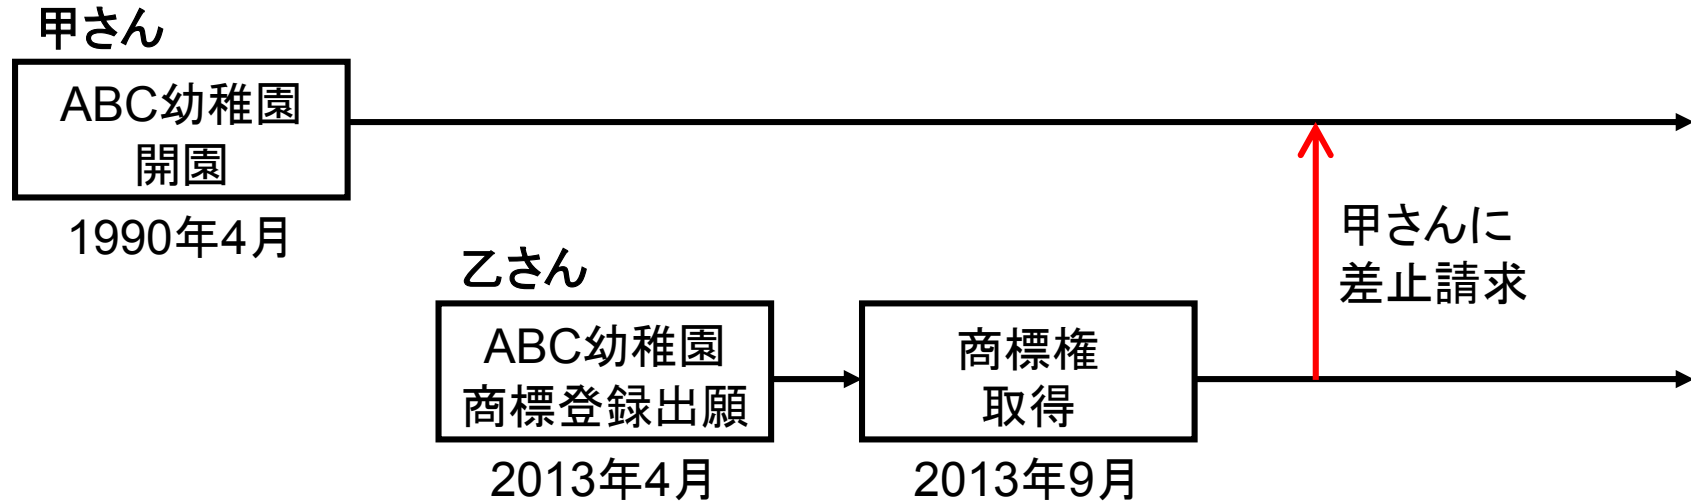 甲さん
ABC幼稚園
開園
1990年4月
乙さん
ABC幼稚園
商標登録出願
2013年4月
商標権
取得
2013年9月
甲さんに
差止請求